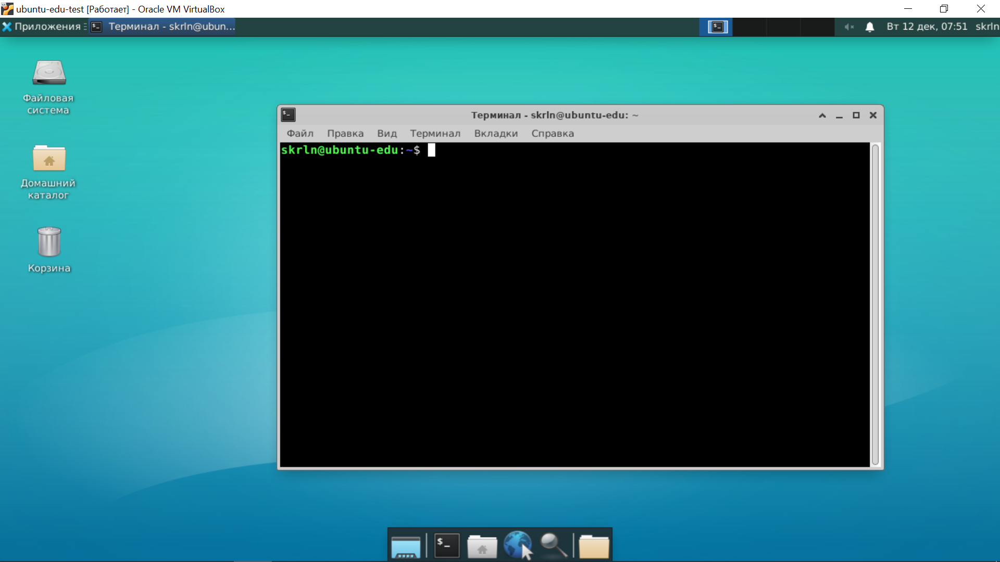 ubuntu-edu-test [Работает] - Oracle VM VirtualBox
Приложения
Терминал - skrln@ubun...
Вт 12 дек, 07:51
skrln
Файловая
система
Домашний
каталог
Корзина
Терминал - skrln@ubuntu-edu: ~
Файл Правка Вид Терминал Вкладки Справка
skrln@ubuntu-edu:~$